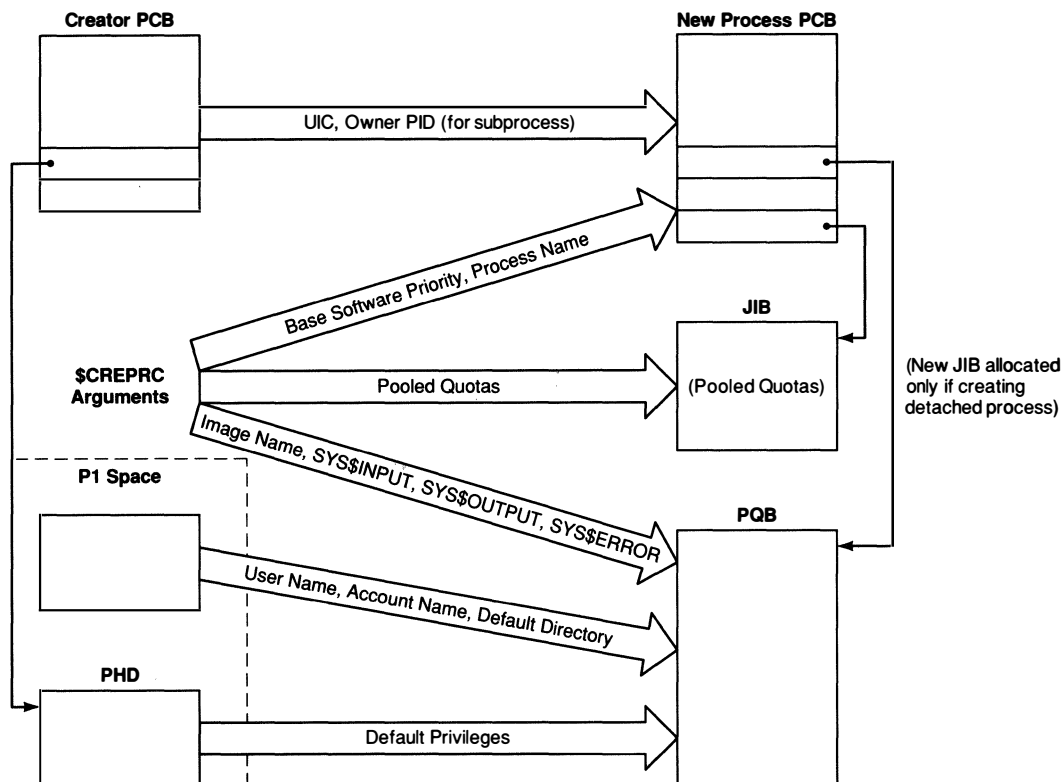 Creator PCB
New Process PCB
UIC, Owner PID (for subprocess)
Base Software Priority, Process Name
JIB
$CREPRC
Arguments
Pooled Quotas
(Pooled Quotas)
(New JIB allocated
only if creating
detached process)
Image Name, SYS$INPUT, SYS$OUTPUT, SYS$ERROR
P1 Space
PQB
User Name, Account Name, Default Directory
PHD
Default Privileges